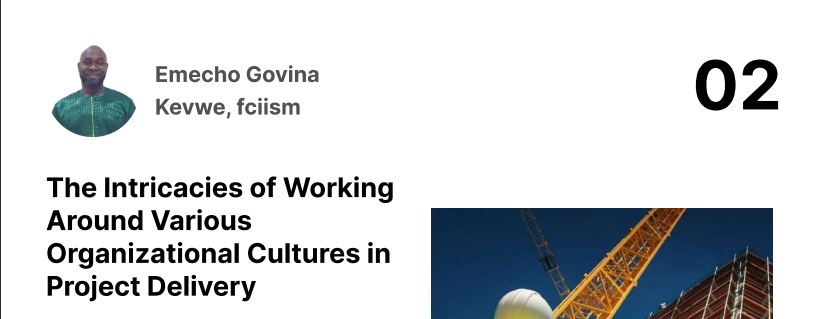 Emecho Govina
Kevwe, fciism
02
The Intricacies of Working
Around Various
Organizational Cultures in
Project Delivery